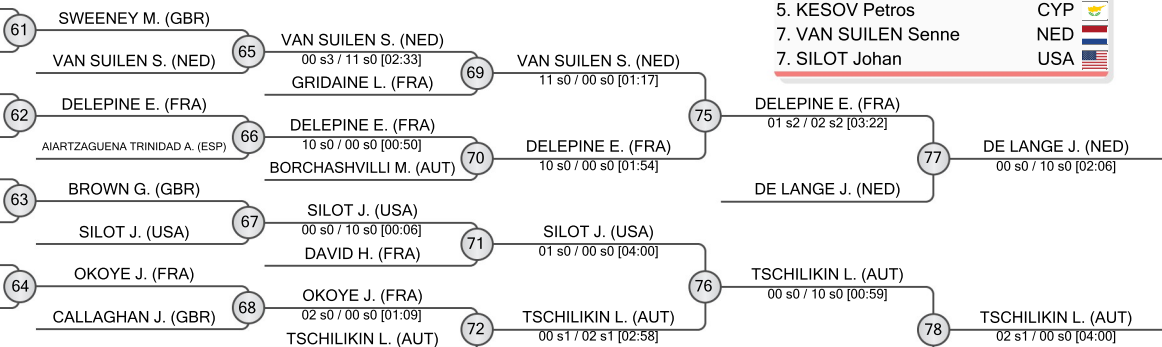 5. KESOV Petros CYP
7. VAN SUILEN Senne NED
7. SILOT Johan USA
61
SWEENEY M. (GBR)
VAN SUILEN S. (NED)
65
VAN SUILEN S. (NED)
00 s3 / 11 s0 [02:33]
GRIDAINE L. (FRA)
69
VAN SUILEN S. (NED)
11 s0 / 00 s0 [01:17]
62
DELEPINE E. (FRA)
AIARTZAGUENA TRINIDAD A. (ESP)
66
DELEPINE E. (FRA)
10 s0 / 00 s0 [00:50]
BORCHASHVILLI M. (AUT)
70
DELEPINE E. (FRA)
10 s0 / 00 s0 [01:54]
75
DELEPINE E. (FRA)
01 s2 / 02 s2 [03:22]
DE LANGE J. (NED)
77
DE LANGE J. (NED)
00 s0 / 10 s0 [02:06]
63
BROWN G. (GBR)
SILOT J. (USA)
67
SILOT J. (USA)
00 s0 / 10 s0 [00:06]
DAVID H. (FRA)
71
SILOT J. (USA)
01 s0 / 00 s0 [04:00]
64
OKOYE J. (FRA)
CALLAGHAN J. (GBR)
68
OKOYE J. (FRA)
02 s0 / 00 s0 [01:09]
TSCHILIKIN L. (AUT)
72
TSCHILIKIN L. (AUT)
00 s1 / 02 s1 [02:58]
76
TSCHILIKIN L. (AUT)
00 s0 / 10 s0 [00:59]
78
TSCHILIKIN L. (AUT)
02 s1 / 00 s0 [04:00]